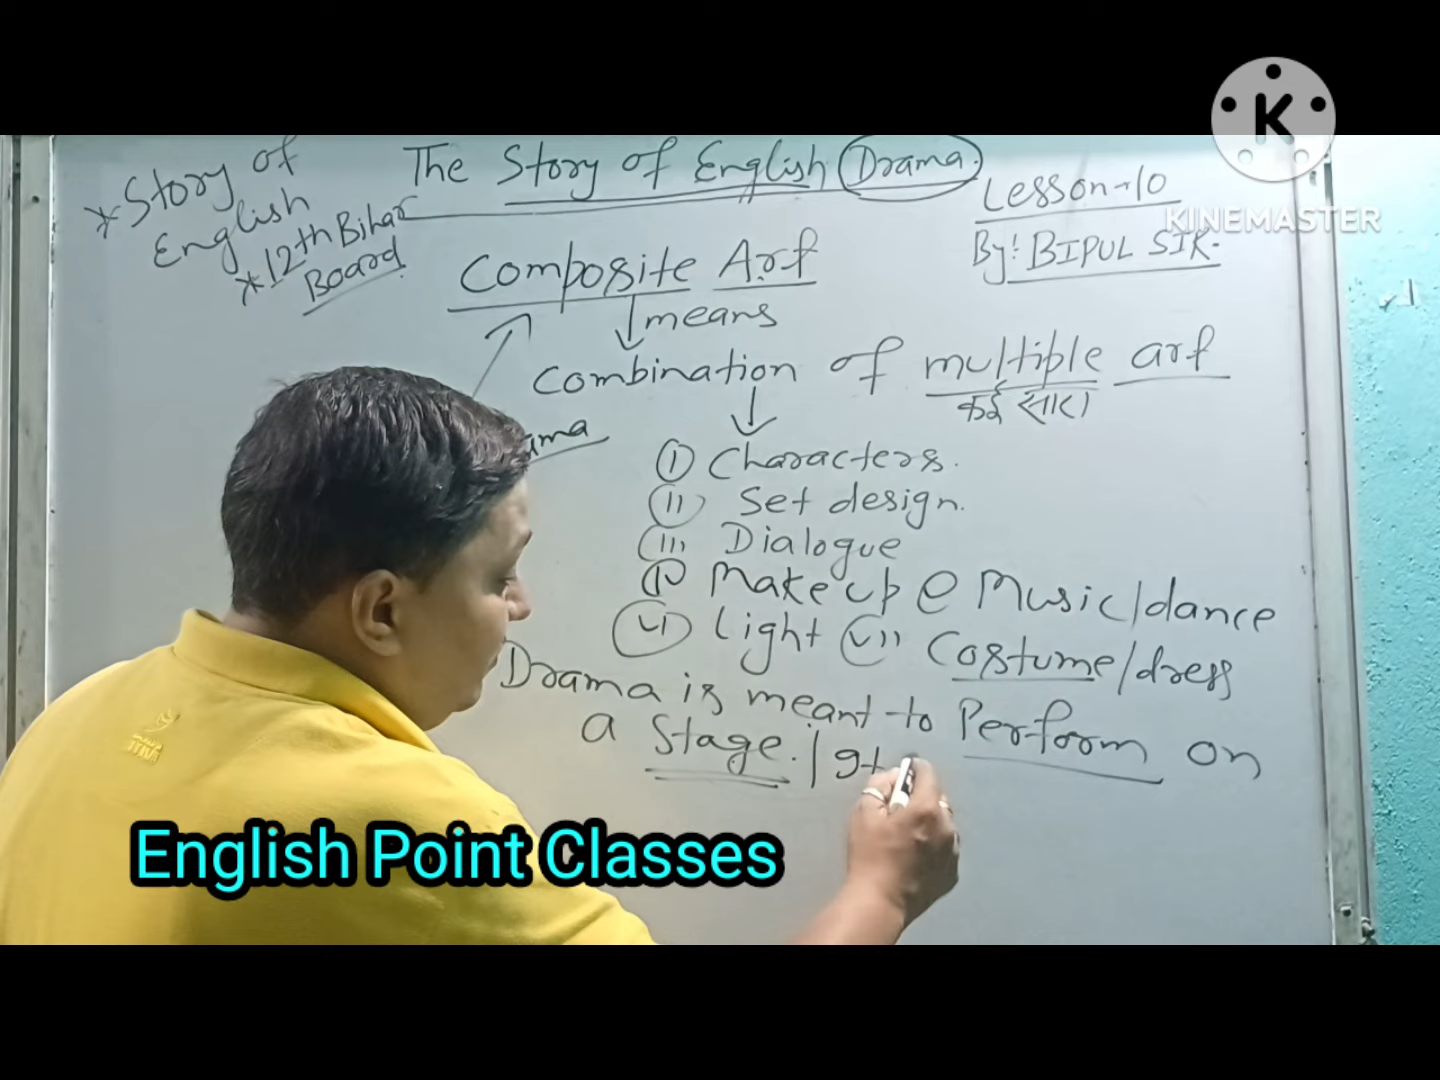 The Story of English Drama.
* Story of
English
* 12th Bihar
Board
Lesson-10
By: BIPUL SIR.
KINEMASTER
Composite Art
means
Combination of multiple art
कई सारा
ama
(I) Characters.
(II) Set design.
(III) Dialogue
(IV) Make up (V) Music/dance
(VI) Light (VII) Costume/dress
Drama is meant to Perform on
a Stage. | It
English Point Classes